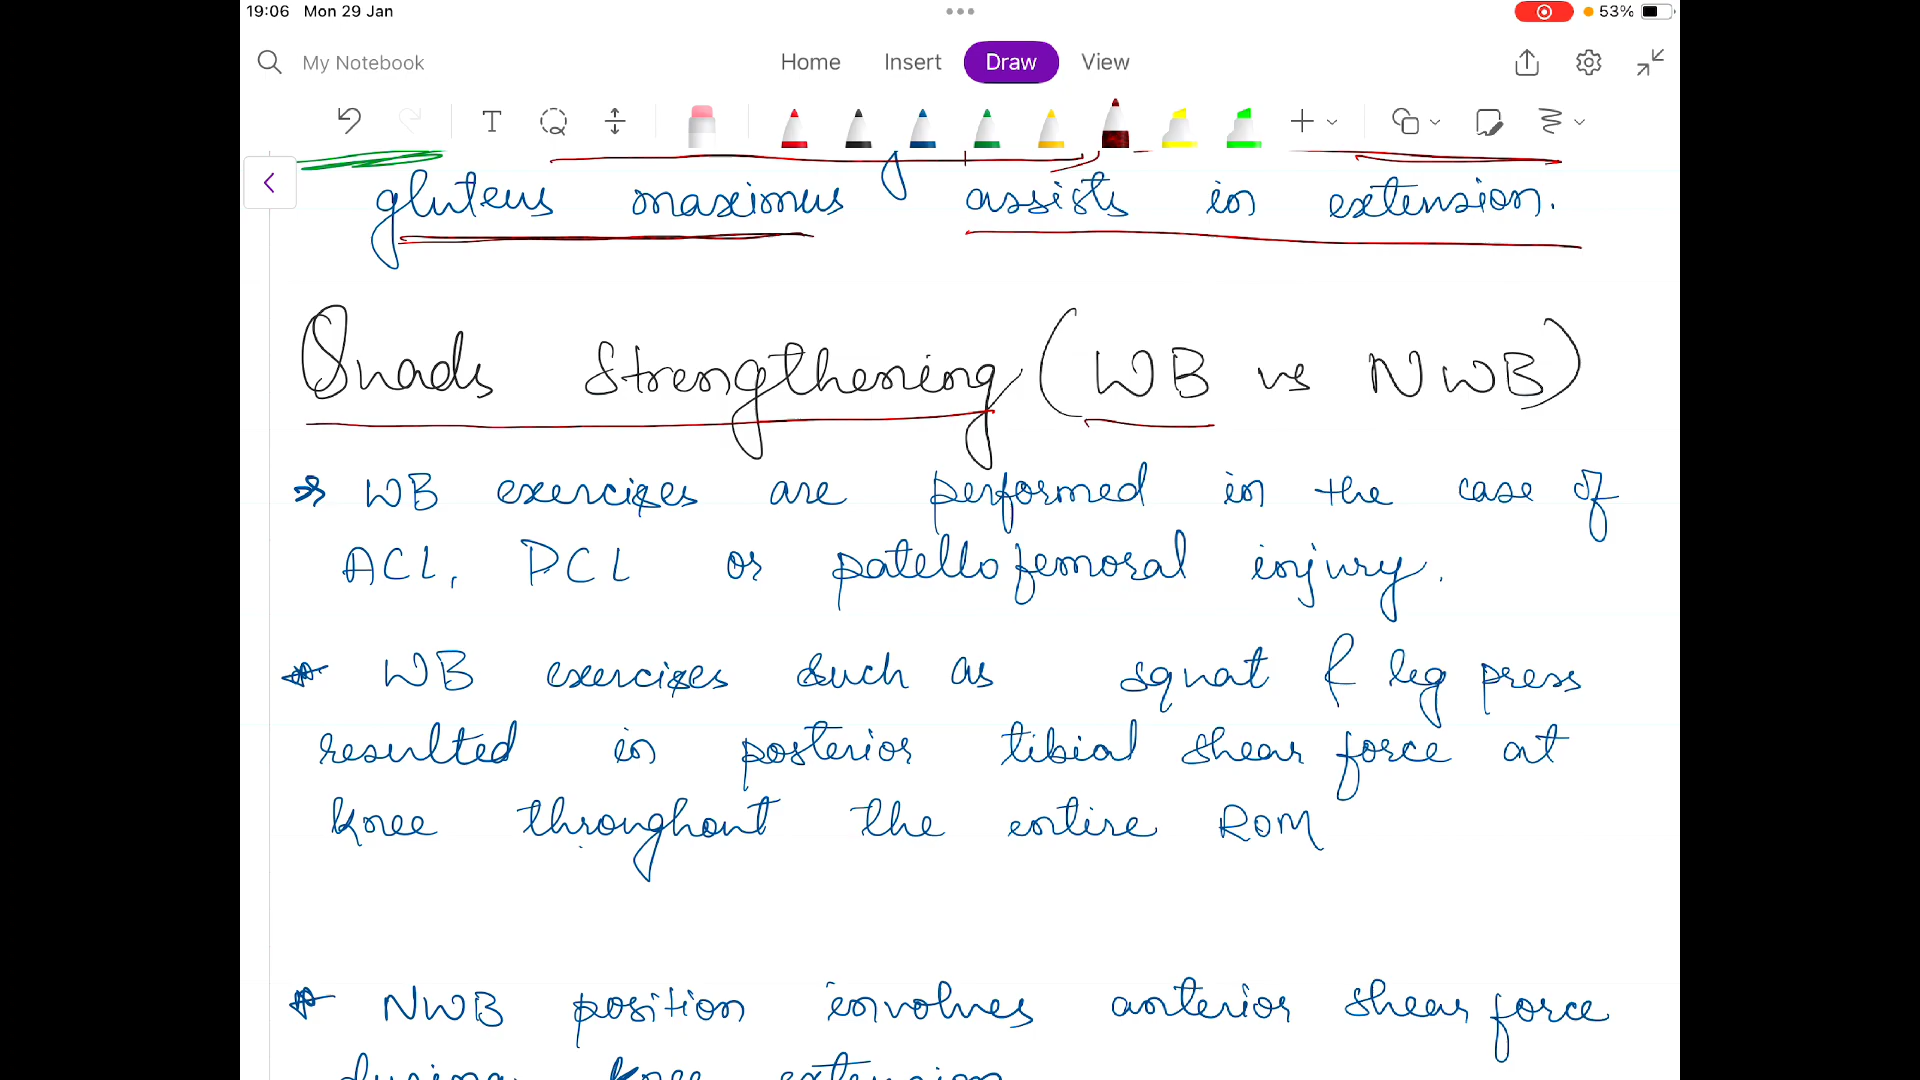 19:06 Mon 29 Jan
53%
My Notebook
Home Insert Draw View
T
gluteus maximus assists in extension.
Quads Strengthening (WB vs NWB)
WB exercises are performed in the case of
ACL, PCL or patellofemoral injury.
WB exercises such as squat & leg press
resulted in posterior tibial shear force at
knee throughout the entire ROM
NWB position involves anterior shear force
during knee extension